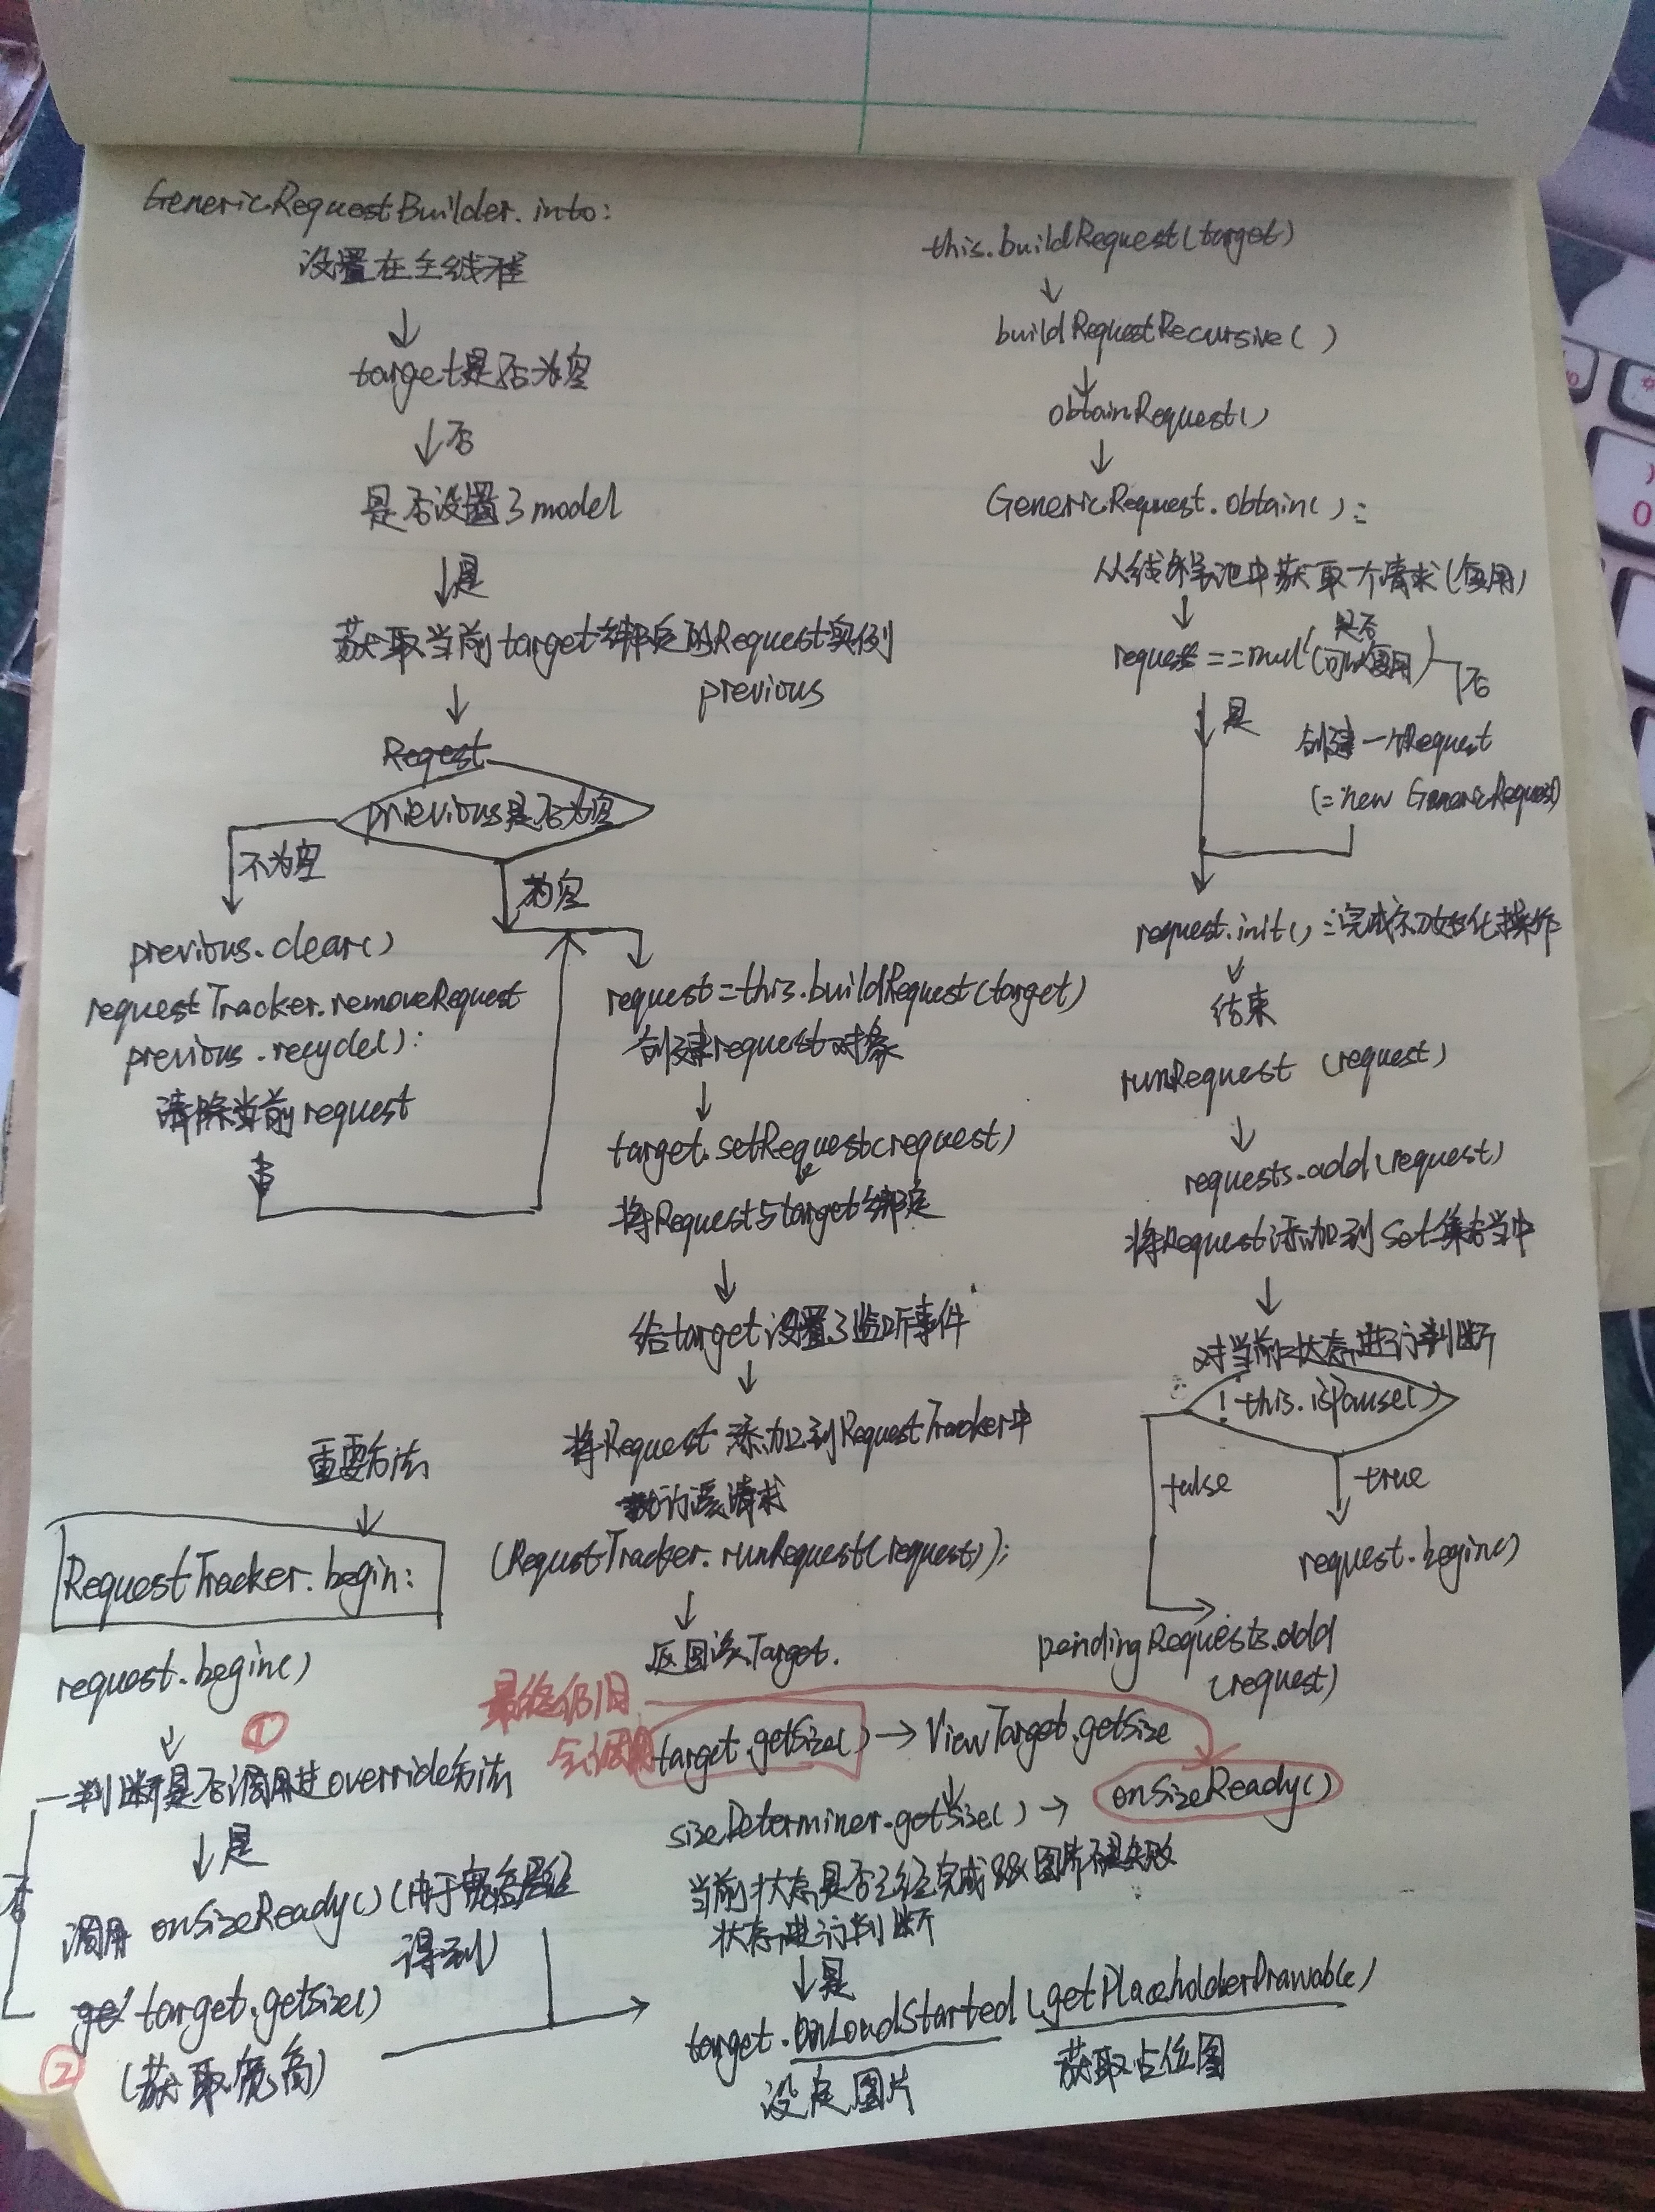 GenericRequestBuilder.into:
设置在主线程
target是否为空
否
是否设置了model
是
获取当前target绑定的Request实例
previous
Reqest
prievious是否为空
不为空
为空
previous.clear()
requestTracker.removeRequest
previous.recycle():
清除当前request
request=this.buildRequest(target)
创建request对象
target.setRequest(request)
将Request与target绑定
给target设置了监听事件
将Request添加到RequestTracker中
请求
(RequestTracker.runRequest(request));
返回该Target.
this.buildRequest(target)
buildRequestRecursive()
obtainRequest()
GenericRequest.obtain():
从线程池中获取一个请求(复用)
request==null(是否可以复用)
否
是
创建一个Request
(=new GenericRequest)
request.init():完成初始化操作
结束
runRequest (request)
requests.add(request)
将Request添加到Set集合当中
对当前状态进行判断
!this.isPause()
false
true
request.begin()
pendingRequests.add
(request)
重要方法
RequestTracker.begin:
request.begin()
①
判断是否调用过override方法
是
否
调用 onSizeReady()(由于宽高已经
得到)
target.getSize()
②
(获取宽高)
最终仍旧
会调用
target.getSize()→ViewTarget.getSize
sizeDeterminer.getSize()→
onSizeReady()
当前状态是否已经完成 图片 失败
状态进行判断
是
target.onLoadStarted(getPlaceholderDrawable)
设定图片
获取占位图